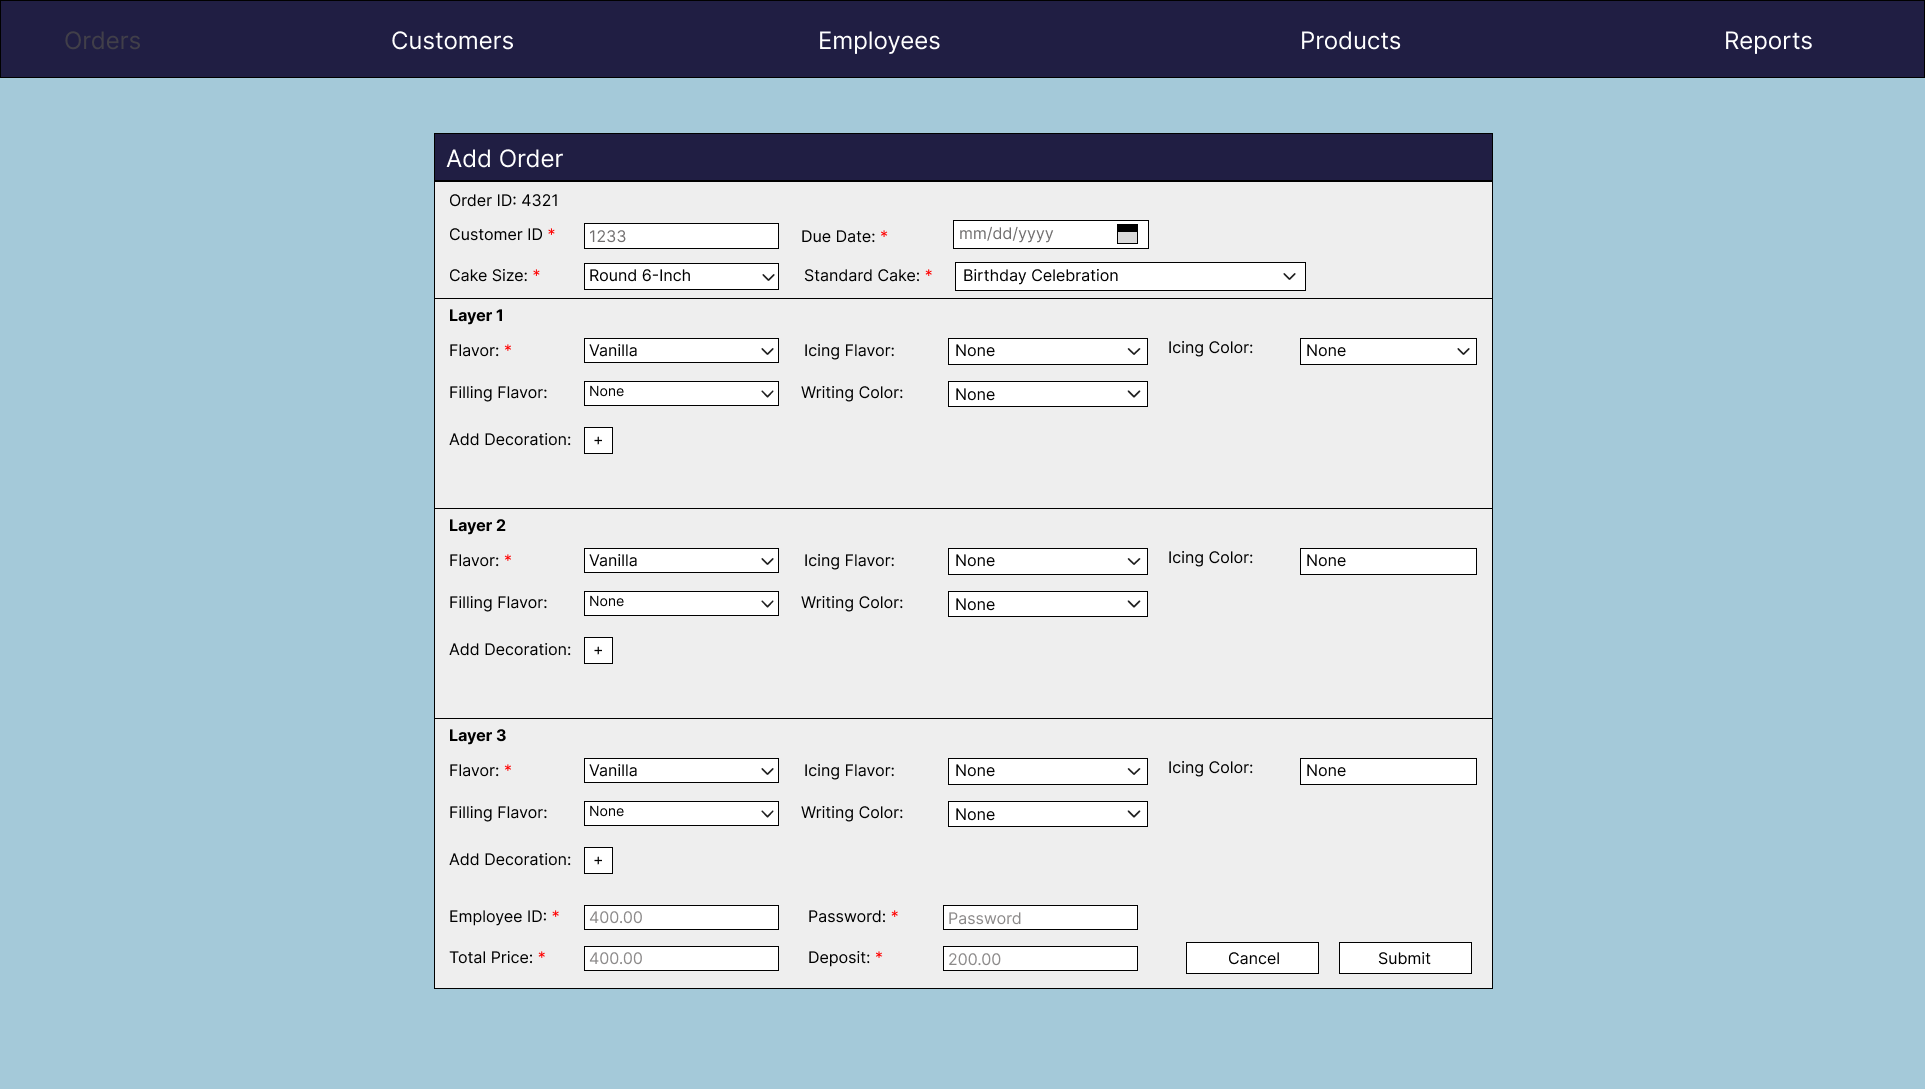 Orders Customers Employees Products Reports
Add Order
Order ID: 4321
Customer ID * 1233 Due Date: * mm/dd/yyyy
Cake Size: * Round 6-Inch Standard Cake: * Birthday Celebration
Layer 1
Flavor: * Vanilla Icing Flavor: None Icing Color: None
Filling Flavor: None Writing Color: None
Add Decoration: +
Layer 2
Flavor: * Vanilla Icing Flavor: None Icing Color: None
Filling Flavor: None Writing Color: None
Add Decoration: +
Layer 3
Flavor: * Vanilla Icing Flavor: None Icing Color: None
Filling Flavor: None Writing Color: None
Add Decoration: +
Employee ID: * 400.00 Password: * Password
Total Price: * 400.00 Deposit: * 200.00 Cancel Submit